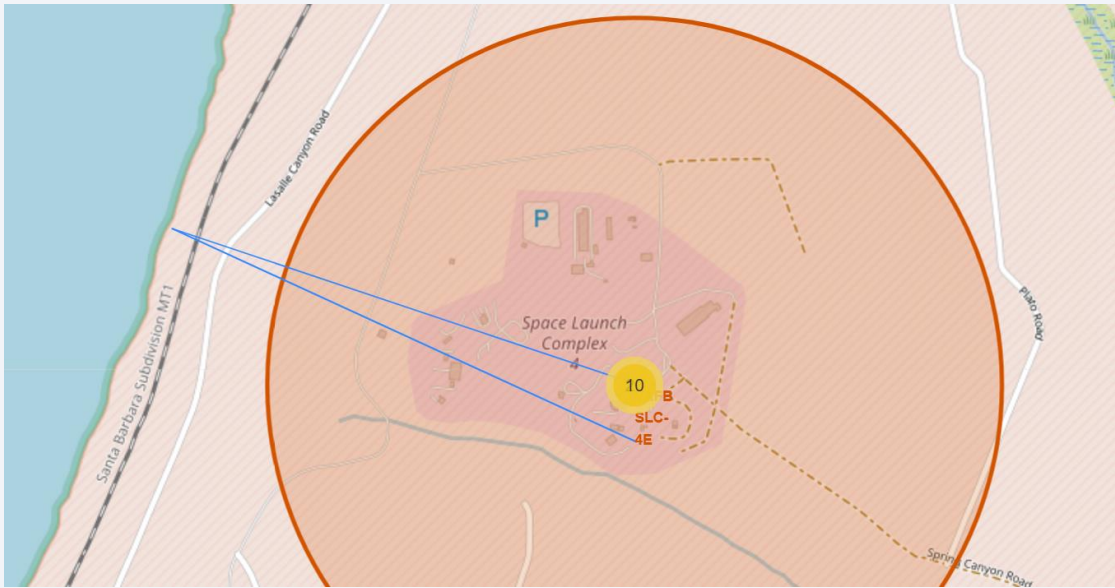 Lasalle Canyon Road
P
Santa Barbara Subdivision MT1
Plato Road
Space Launch
Complex
4
10
FB
SLC-
4E
Spring Canyon Road